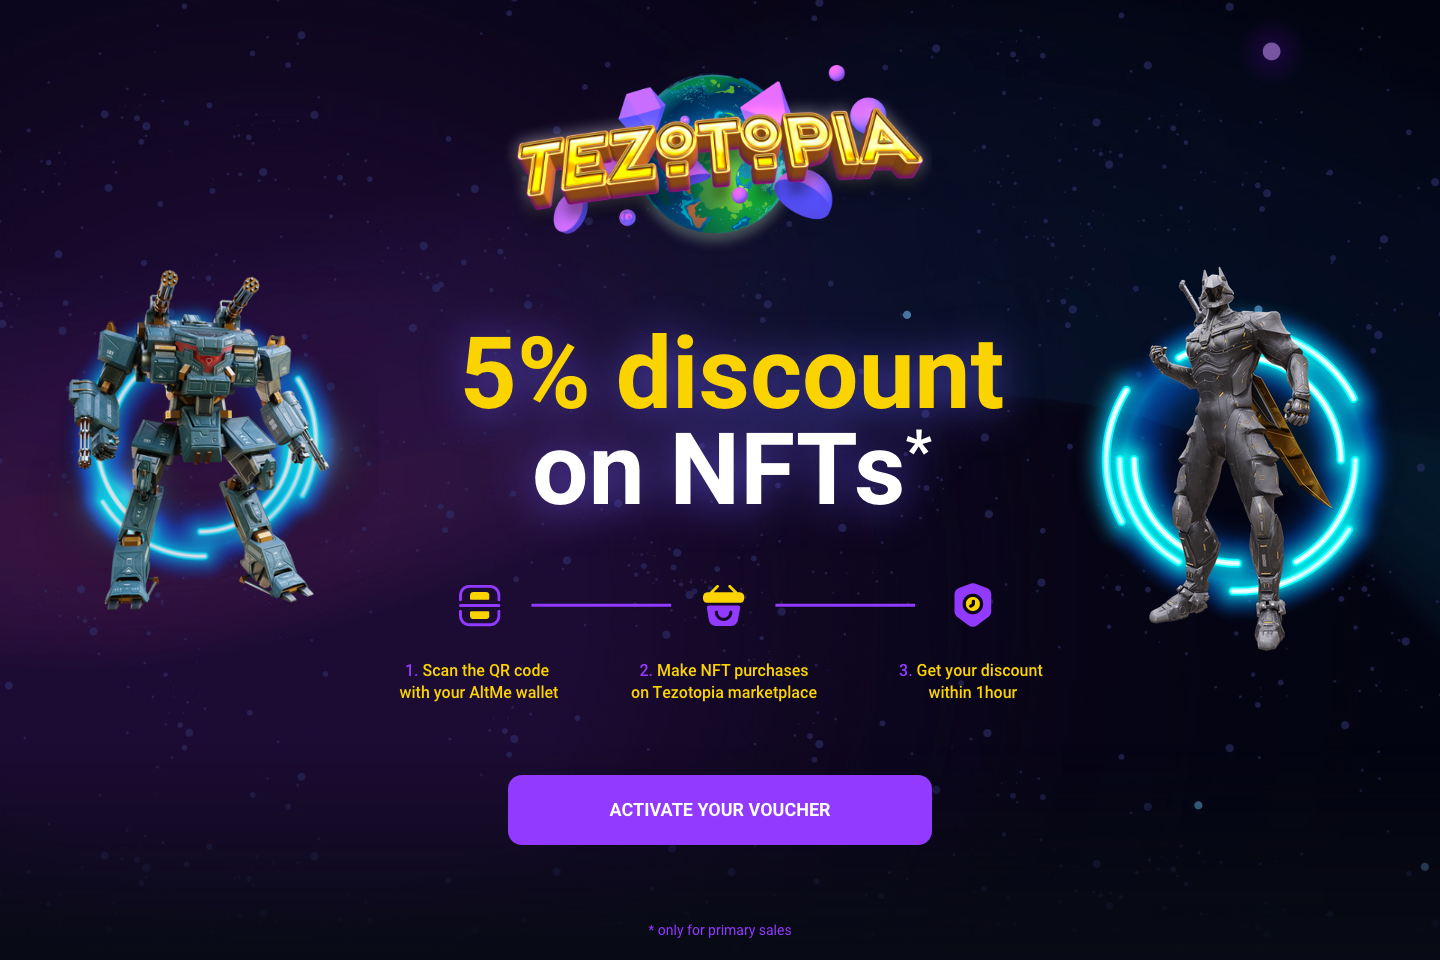 TEZOTOPIA
5% discount
on NFTs*
1. Scan the QR code
with your AltMe wallet
2. Make NFT purchases
on Tezotopia marketplace
3. Get your discount
within 1hour
ACTIVATE YOUR VOUCHER
* only for primary sales